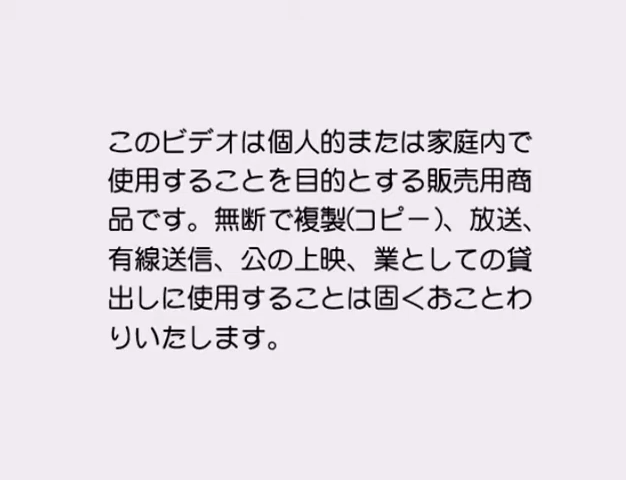 このビデオは個人的または家庭内で
使用することを目的とする販売用商
品です。無断で複製(コピー)、放送、
有線送信、公の上映、業としての貸
出しに使用することは固くおことわ
りいたします。